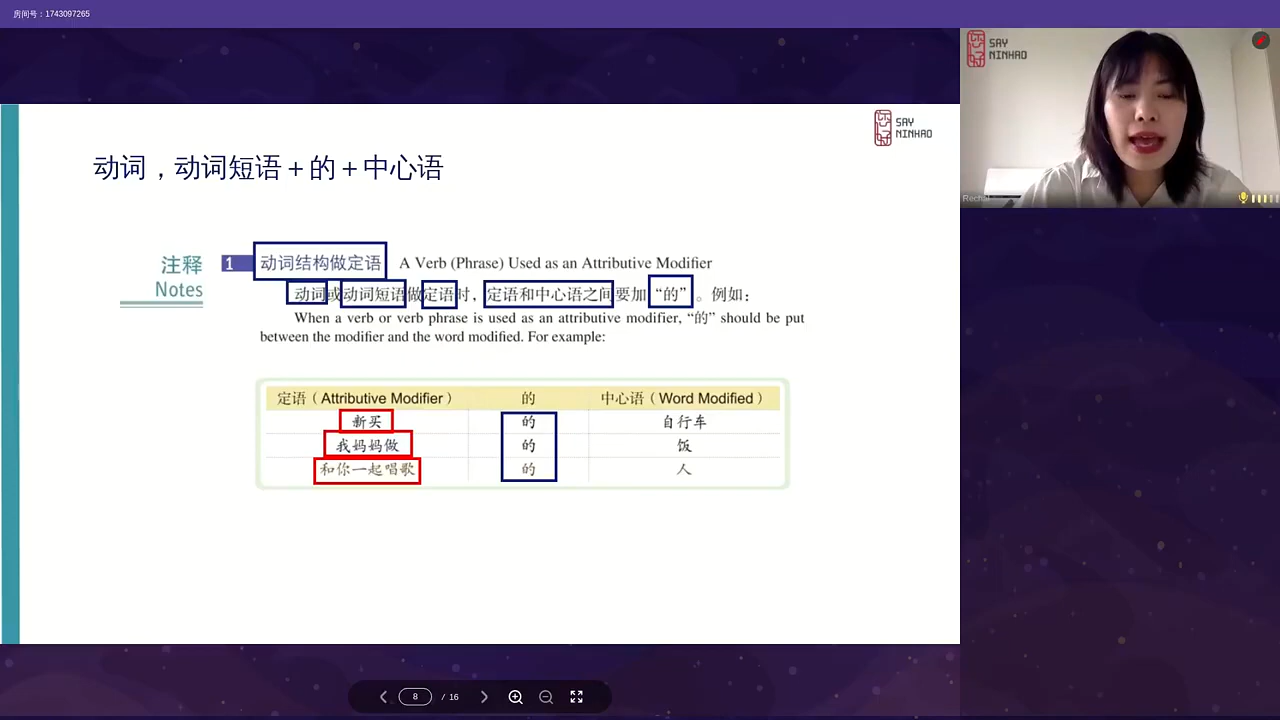 房间号：1743097265
SAY
NINHAO
SAY
NINHAO
动词，动词短语＋的＋中心语
注释
Notes
1 动词结构做定语 A Verb (Phrase) Used as an Attributive Modifier
动词或动词短语做定语时，定语和中心语之间要加“的”。例如：
When a verb or verb phrase is used as an attributive modifier, “的” should be put
between the modifier and the word modified. For example:
定语（Attributive Modifier） 的 中心语（Word Modified）
新买 的 自行车
我妈妈做 的 饭
和你一起唱歌 的 人
8 / 16